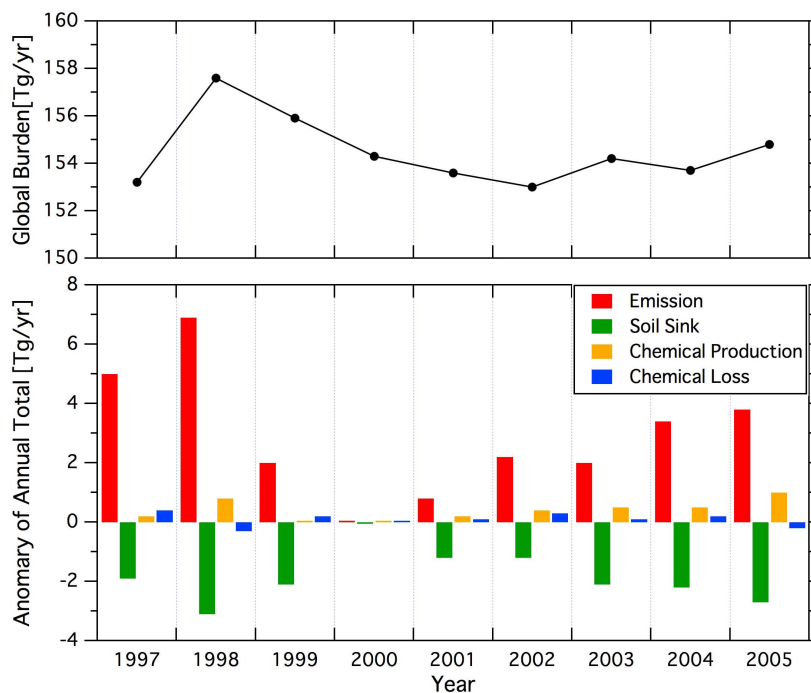 Global Burden[Tg/yr]
160
158
156
154
152
150
Anomary of Annual Total [Tg/yr]
8
6
4
2
0
-2
-4
Emission
Soil Sink
Chemical Production
Chemical Loss
1997 1998 1999 2000 2001 2002 2003 2004 2005
Year